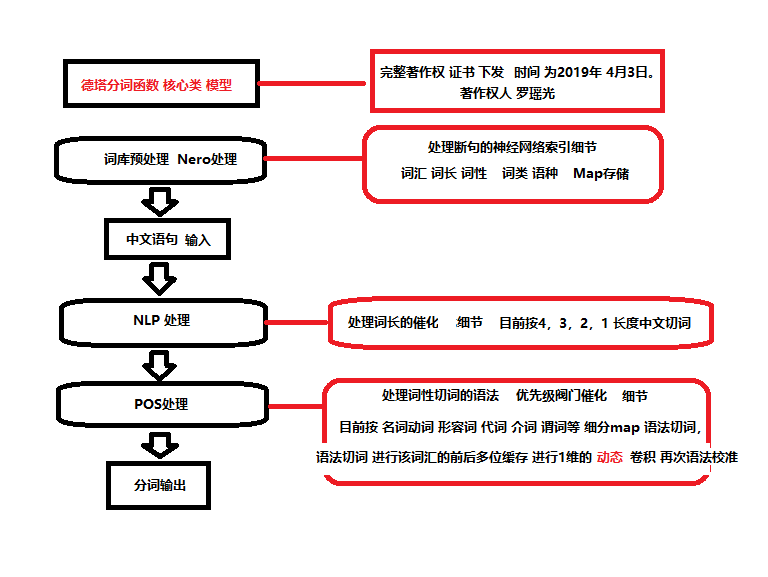 德塔分词函数 核心类 模型
完整著作权 证书 下发 时间 为2019年 4月3日。
著作权人 罗瑶光
词库预处理 Nero处理
处理断句的神经网络索引细节
词汇 词长 词性 词类 语种 Map存储
中文语句 输入
NLP 处理
处理词长的催化 细节 目前按4，3，2，1 长度中文切词
POS处理
处理词性切词的语法 优先级阀门催化 细节
目前按 名词动词 形容词 代词 介词 谓词等 细分map 语法切词，
语法切词 进行该词汇的前后多位缓存 进行1维的 动态 卷积 再次语法校准
分词输出